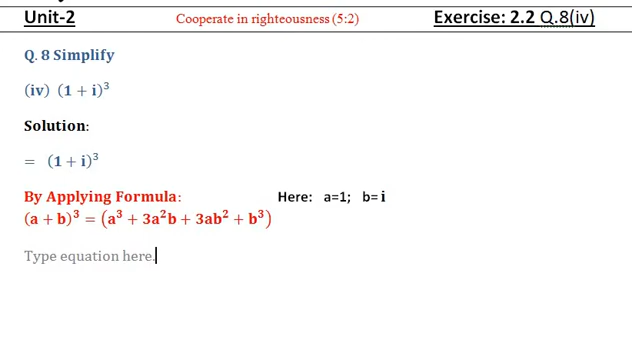 Unit-2 Cooperate in righteousness (5:2) Exercise: 2.2 Q.8(iv)
Q. 8 Simplify
(iv) (1 + i)³
Solution:
= (1 + i)³
By Applying Formula: Here: a=1; b= i
(a + b)³ = (a³ + 3a²b + 3ab² + b³)
Type equation here.